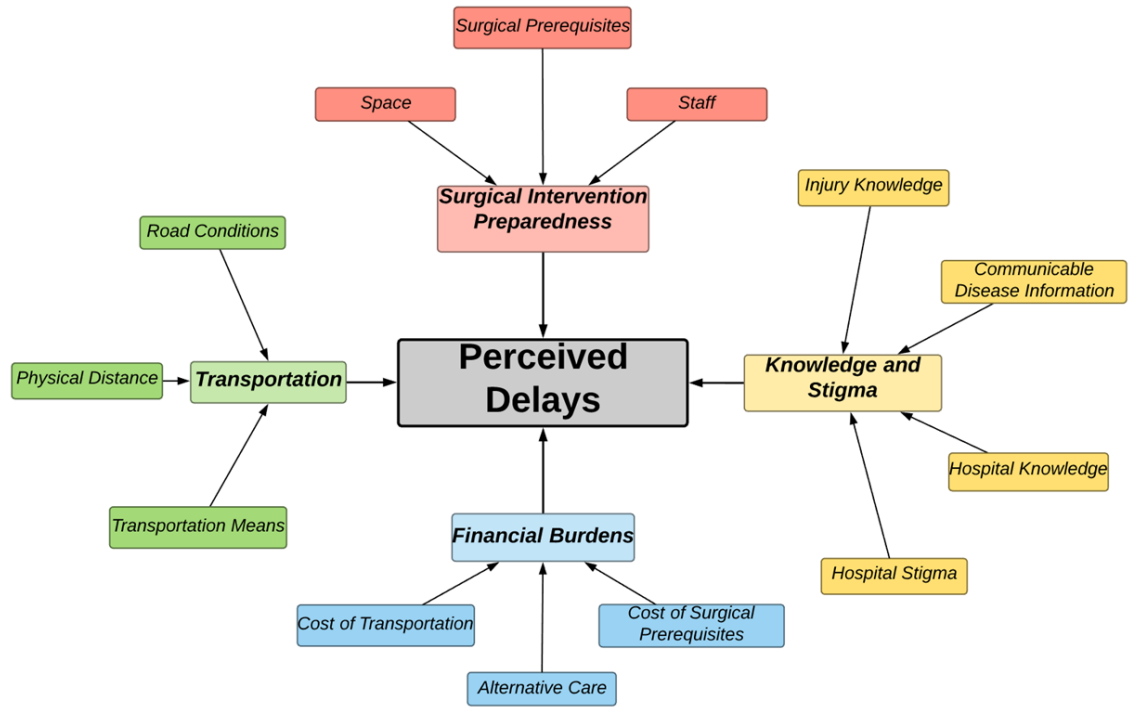 Surgical Prerequisites
Space
Staff
Surgical Intervention
Preparedness
Injury Knowledge
Road Conditions
Communicable
Disease Information
Physical Distance
Transportation
Perceived
Delays
Knowledge and
Stigma
Hospital Knowledge
Transportation Means
Financial Burdens
Hospital Stigma
Cost of Transportation
Cost of Surgical
Prerequisites
Alternative Care